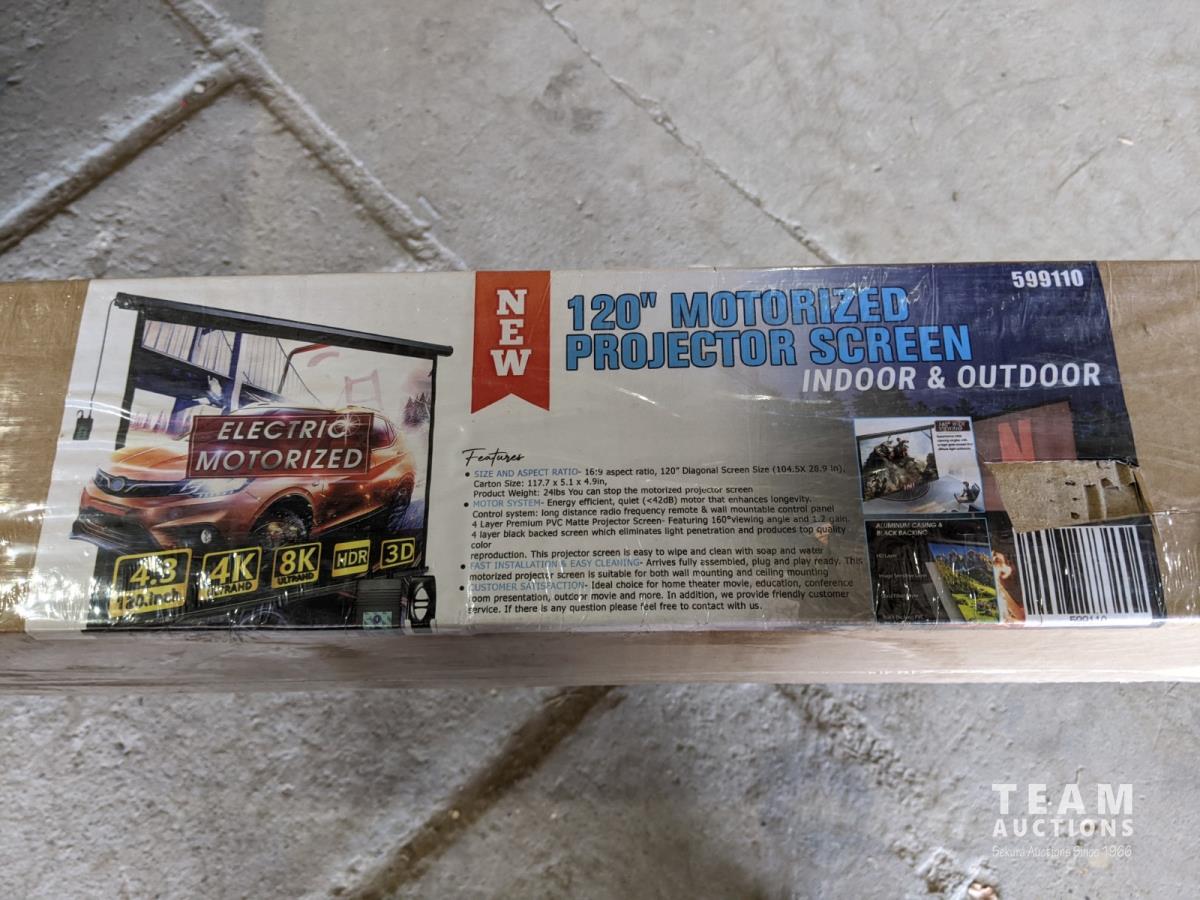 599110
NEW
120" MOTORIZED
PROJECTOR SCREEN
INDOOR & OUTDOOR
ELECTRIC
MOTORIZED
4:3
120.inch
4K
ULTRAHD
8K
ULTRAHD
HDR
3D
Features
SIZE AND ASPECT RATIO- 16:9 aspect ratio, 120" Diagonal Screen Size (104.5X 28.9 in),
Carton Size: 117.7 x 5.1 x 4.9in,
Product Weight: 24lbs You can stop the motorized projector screen
MOTOR SYSTEM- Energy efficient, quiet (<42dB) motor that enhances longevity.
Control system: long distance radio frequency remote & wall mountable control panel
4 Layer Premium PVC Matte Projector Screen- Featuring 160°viewing angle and 1.2 gain.
4 layer black backed screen which eliminates light penetration and produces top quality
color
reproduction. This projector screen is easy to wipe and clean with soap and water
FAST INSTALLATION & EASY CLEANING- Arrives fully assembled, plug and play ready. This
motorized projector screen is suitable for both wall mounting and ceiling mounting
CUSTOMER SATISFACTION- Ideal choice for home theater movie, education, conference
room presentation, outdoor movie and more. In addition, we provide friendly customer
service. If there is any question please feel free to contact with us.
ALUMINUM CASING &
BLACK BACKING
599110
TEAM
AUCTIONS
Sekura Auctions Since 1966